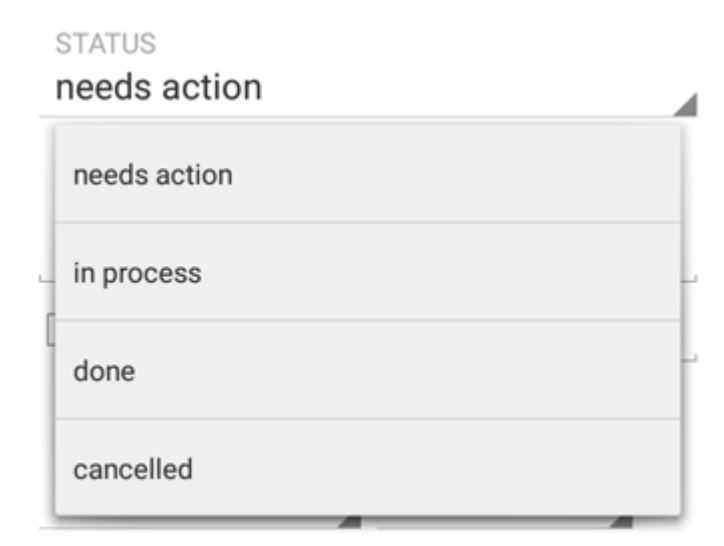 STATUS
needs action
needs action
in process
done
cancelled